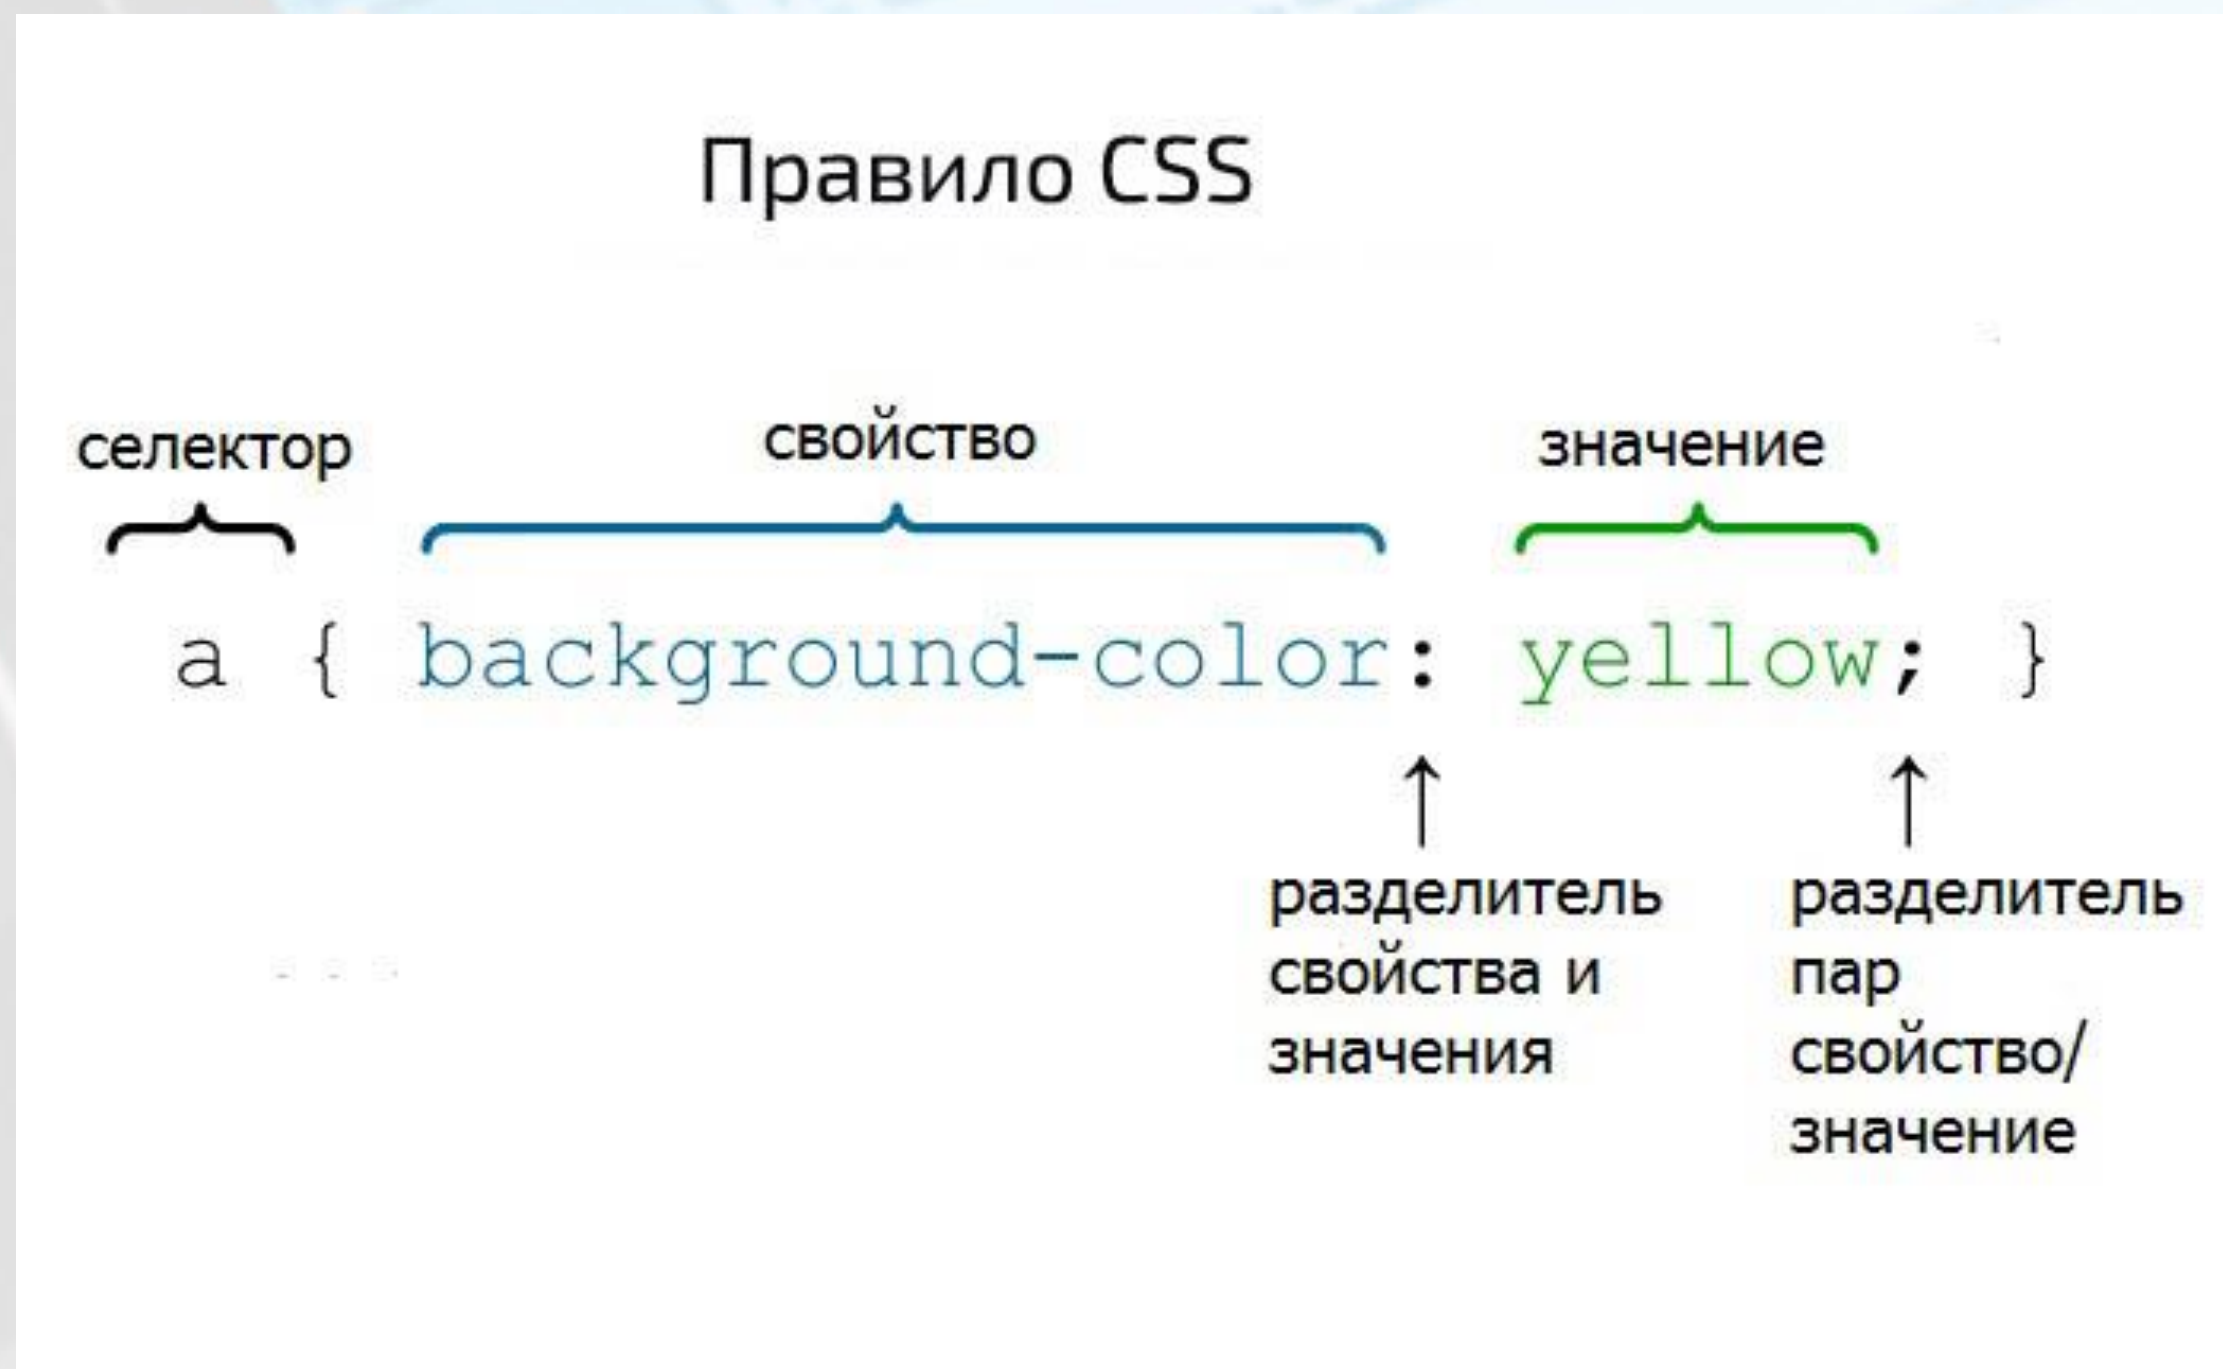 Правило CSS
селектор свойство значение
a { background-color: yellow; }
разделитель свойства и значения
разделитель пар свойство/значение